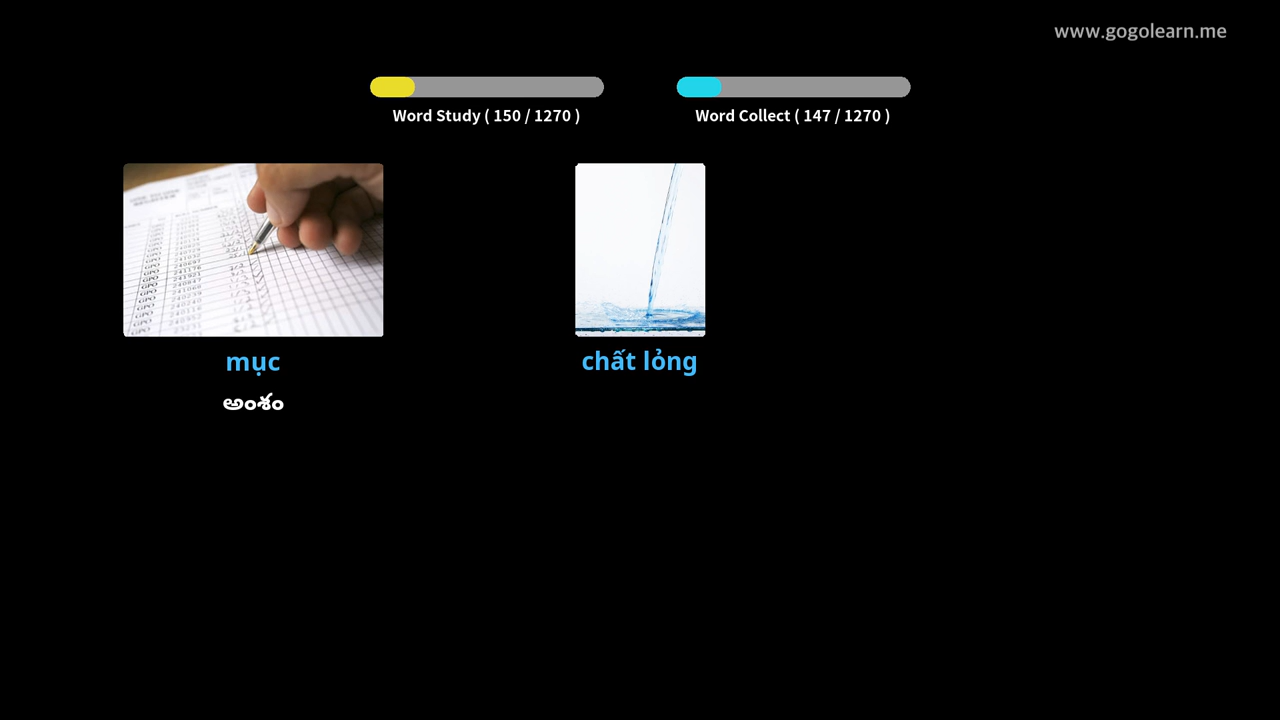 www.gogolearn.me
Word Study ( 150 / 1270 )
Word Collect ( 147 / 1270 )
mục
అంశం
chất lỏng